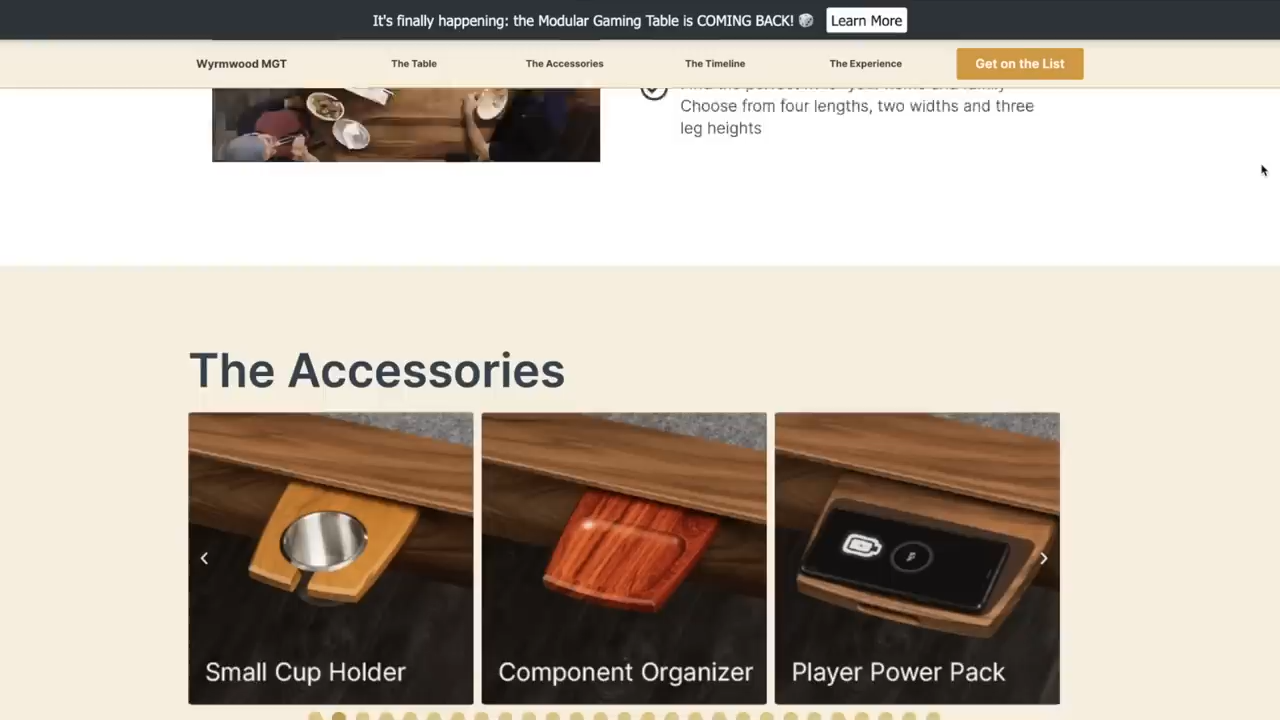 It's finally happening: the Modular Gaming Table is COMING BACK!
Learn More
Wyrmwood MGT
The Table
The Accessories
The Timeline
The Experience
Get on the List
Choose from four lengths, two widths and three
leg heights
The Accessories
Small Cup Holder
Component Organizer
Player Power Pack